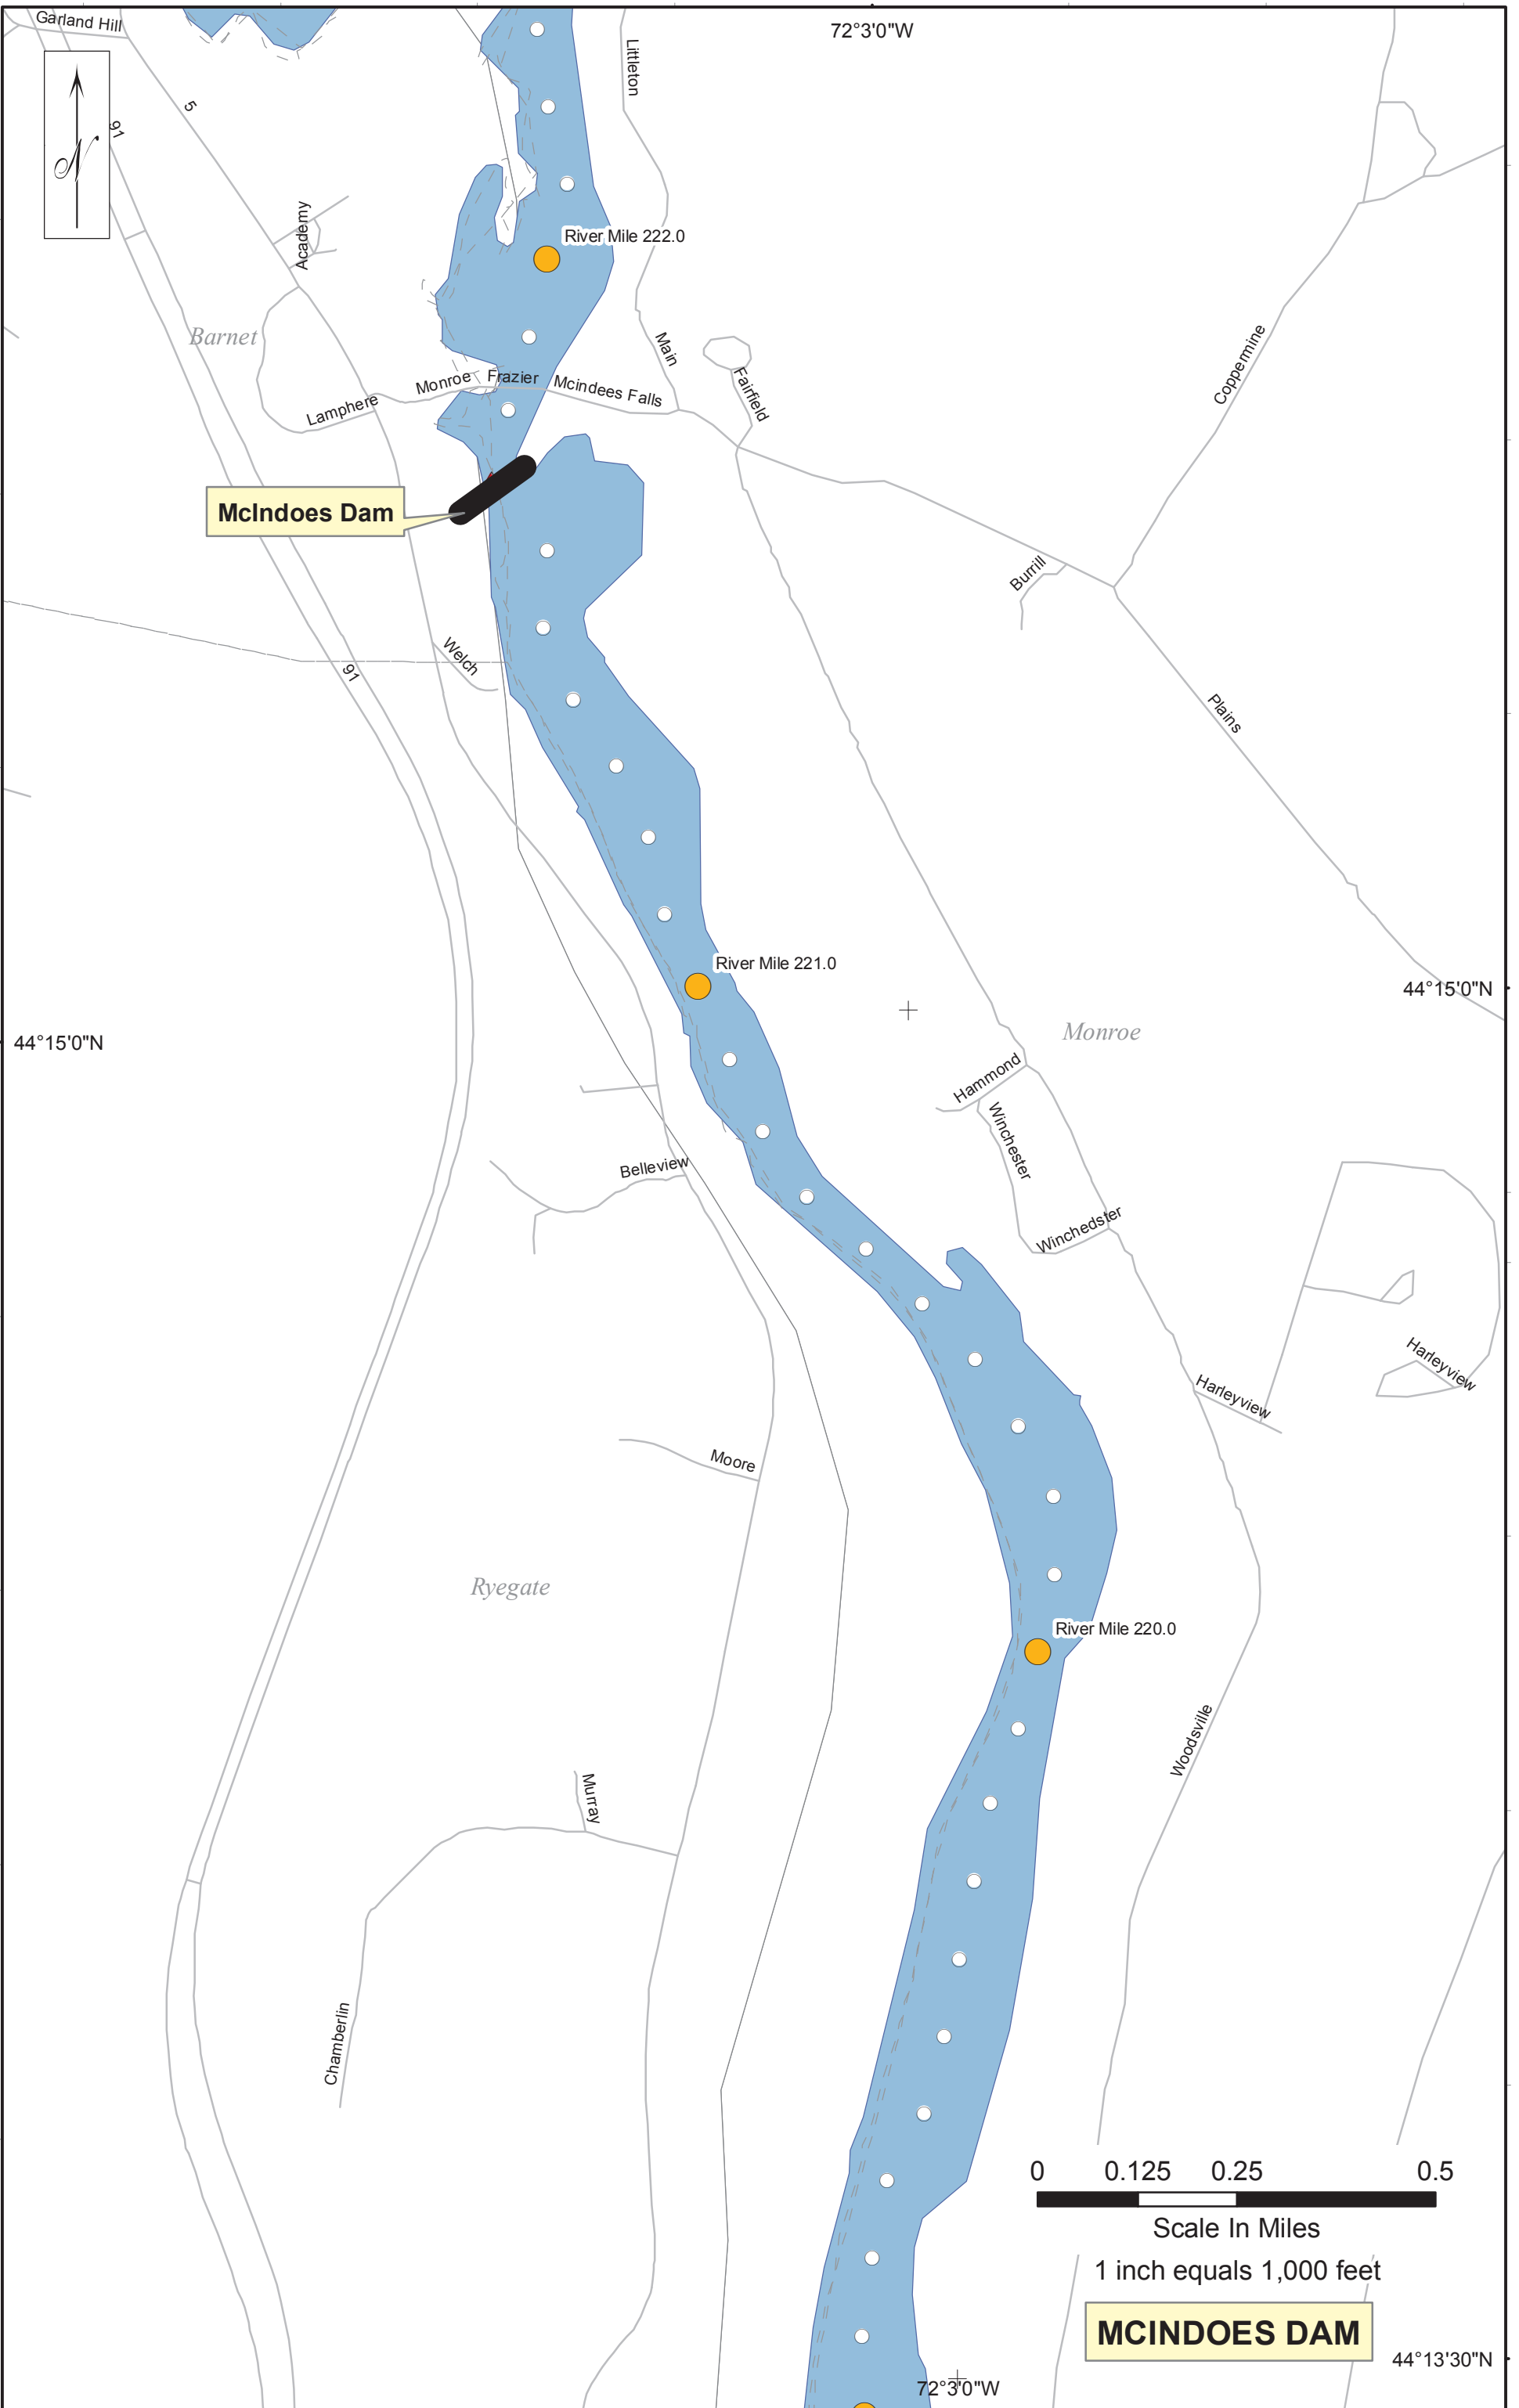 Garland Hill
72°3'0"W
Littleton
5
91
N
Academy
River Mile 222.0
Barnet
Main
Coppermine
Fairfield
Monroe
Frazier
Mcindees Falls
Lamphere
McIndoes Dam
Burrill
Welch
91
Plains
River Mile 221.0
44°15'0"N
Monroe
44°15'0"N
Hammond
Winchester
Belleview
Winchedster
Harleyview
Harleyview
Moore
Ryegate
River Mile 220.0
Woodsville
Murray
Chamberlin
0 0.125 0.25 0.5
Scale In Miles
1 inch equals 1,000 feet
MCINDOES DAM
44°13'30"N
72°3'0"W